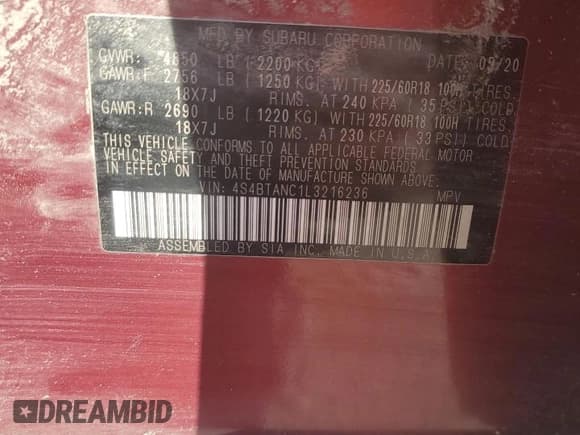 MFD BY SUBARU CORPORATION
GVWR: 4850 LB ( 2200 KG) DATE: 09/20
GAWR:F 2756 LB ( 1250 KG) WITH 225/60R18 100H TIRES.
18X7J RIMS. AT 240 KPA ( 35 PSI) COLD
GAWR:R 2690 LB ( 1220 KG) WITH 225/60R18 100H TIRES
18X7J RIMS. AT 230 KPA ( 33 PSI) COLD
THIS VEHICLE CONFORMS TO ALL APPLICABLE FEDERAL MOTOR
VEHICLE SAFETY AND THEFT PREVENTION STANDARDS
IN EFFECT ON THE DATE OF MANUFACTURE SHOWN ABOVE.
VIN: 4S4BTANC1L3216236 MPV
ASSEMBLED BY SIA INC. MADE IN U.S.A.
DREAMBID